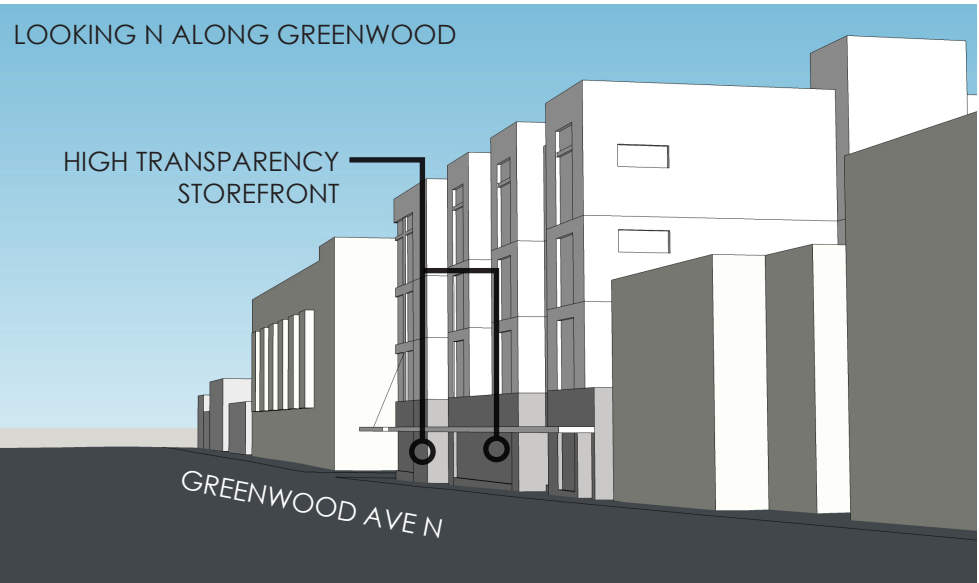 LOOKING N ALONG GREENWOOD
HIGH TRANSPARENCY
STOREFRONT
GREENWOOD AVE N